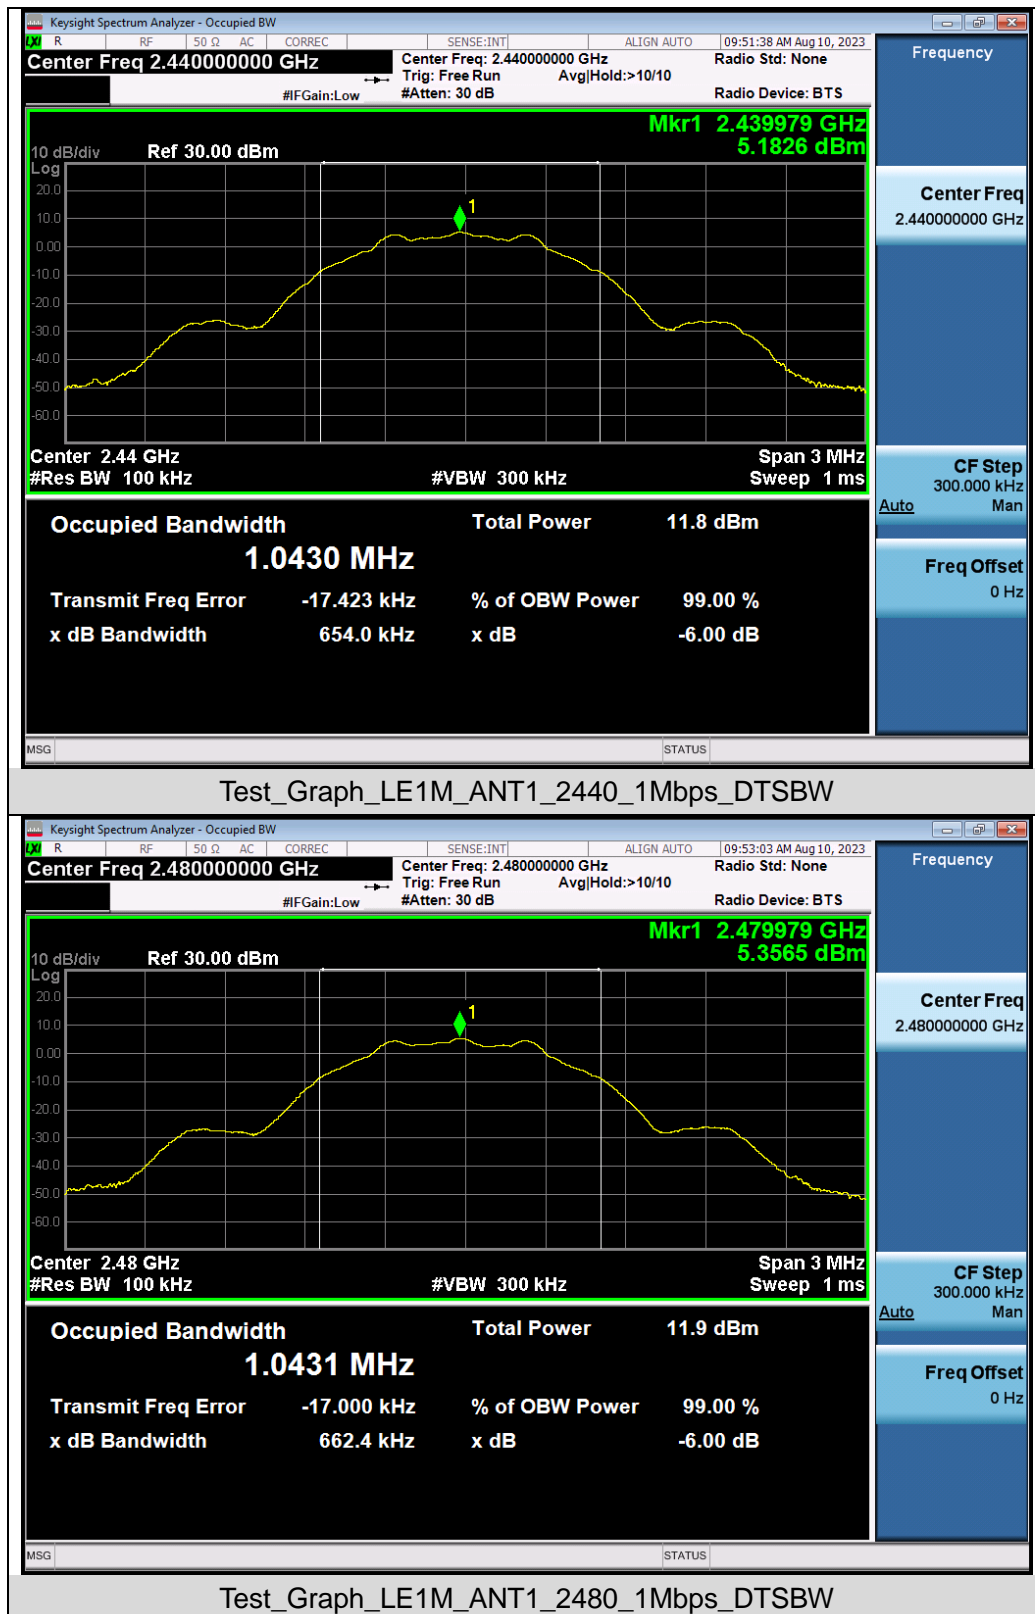 Keysight Spectrum Analyzer - Occupied BW
LXI R RF 50 Ω AC CORREC SENSE:INT ALIGN AUTO 09:51:38 AM Aug 10, 2023
Center Freq 2.440000000 GHz Center Freq: 2.440000000 GHz Radio Std: None
Trig: Free Run Avg|Hold:>10/10
#IFGain:Low #Atten: 30 dB Radio Device: BTS
Frequency
Mkr1 2.439979 GHz
5.1826 dBm
10 dB/div Ref 30.00 dBm
Log
20.0
10.0
0.00
-10.0
-20.0
-30.0
-40.0
-50.0
-60.0
1
Center Freq
2.440000000 GHz
Center 2.44 GHz Span 3 MHz
#Res BW 100 kHz #VBW 300 kHz Sweep 1 ms
CF Step
300.000 kHz
Auto Man
Freq Offset
0 Hz
Occupied Bandwidth Total Power 11.8 dBm
1.0430 MHz
Transmit Freq Error -17.423 kHz % of OBW Power 99.00 %
x dB Bandwidth 654.0 kHz x dB -6.00 dB
MSG STATUS
Test_Graph_LE1M_ANT1_2440_1Mbps_DTSBW
Keysight Spectrum Analyzer - Occupied BW
LXI R RF 50 Ω AC CORREC SENSE:INT ALIGN AUTO 09:53:03 AM Aug 10, 2023
Center Freq 2.480000000 GHz Center Freq: 2.480000000 GHz Radio Std: None
Trig: Free Run Avg|Hold:>10/10
#IFGain:Low #Atten: 30 dB Radio Device: BTS
Frequency
Mkr1 2.479979 GHz
5.3565 dBm
10 dB/div Ref 30.00 dBm
Log
20.0
10.0
0.00
-10.0
-20.0
-30.0
-40.0
-50.0
-60.0
1
Center Freq
2.480000000 GHz
Center 2.48 GHz Span 3 MHz
#Res BW 100 kHz #VBW 300 kHz Sweep 1 ms
CF Step
300.000 kHz
Auto Man
Freq Offset
0 Hz
Occupied Bandwidth Total Power 11.9 dBm
1.0431 MHz
Transmit Freq Error -17.000 kHz % of OBW Power 99.00 %
x dB Bandwidth 662.4 kHz x dB -6.00 dB
MSG STATUS
Test_Graph_LE1M_ANT1_2480_1Mbps_DTSBW